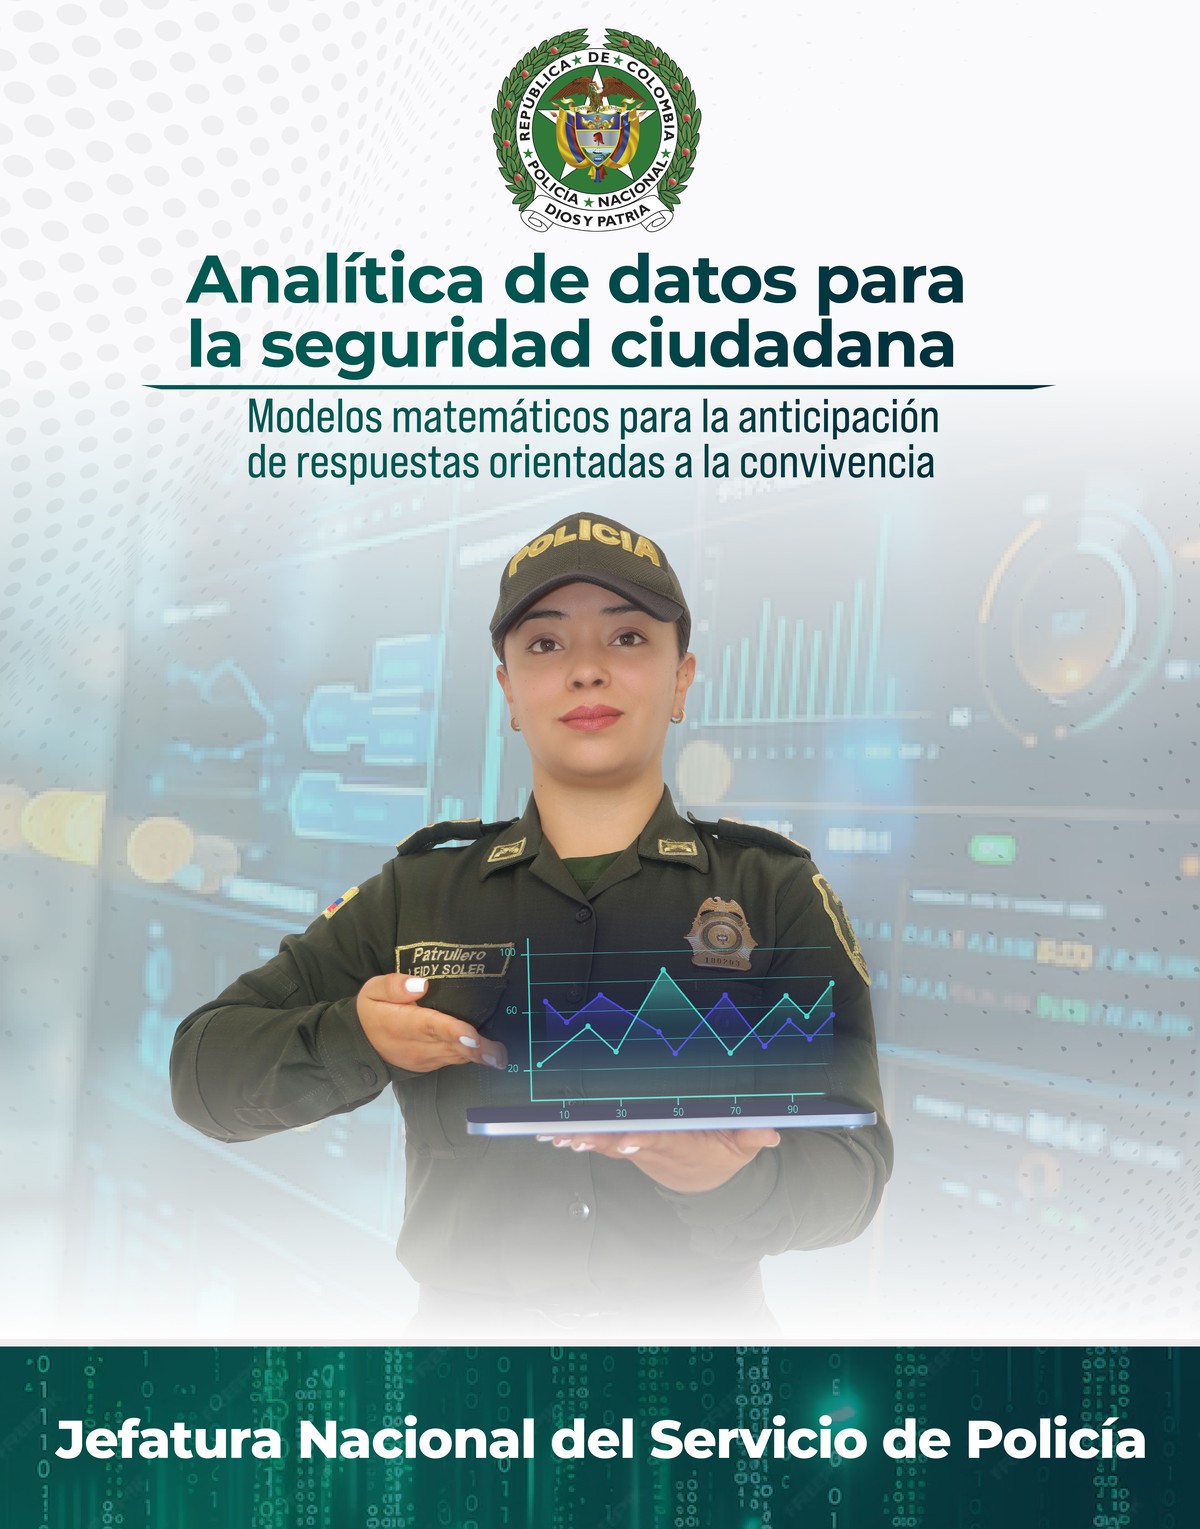 REPÚBLICA ★ DE ★ COLOMBIA
★ POLICÍA ★ NACIONAL ★
DIOS Y PATRIA
Analítica de datos para
la seguridad ciudadana
Modelos matemáticos para la anticipación
de respuestas orientadas a la convivencia
POLICIA
Patrullero
LEIDY SOLER
100
60
20
10 30 50 70 90
Jefatura Nacional del Servicio de Policía